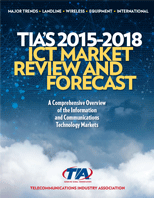 MAJOR TRENDS • LANDLINE • WIRELESS • EQUIPMENT • INTERNATIONAL
TIA'S 2015–2018
ICT MARKET
REVIEW AND
FORECAST
A Comprehensive Overview
of the Information
and Communications
Technology Markets
TIA
TELECOMMUNICATIONS INDUSTRY ASSOCIATION